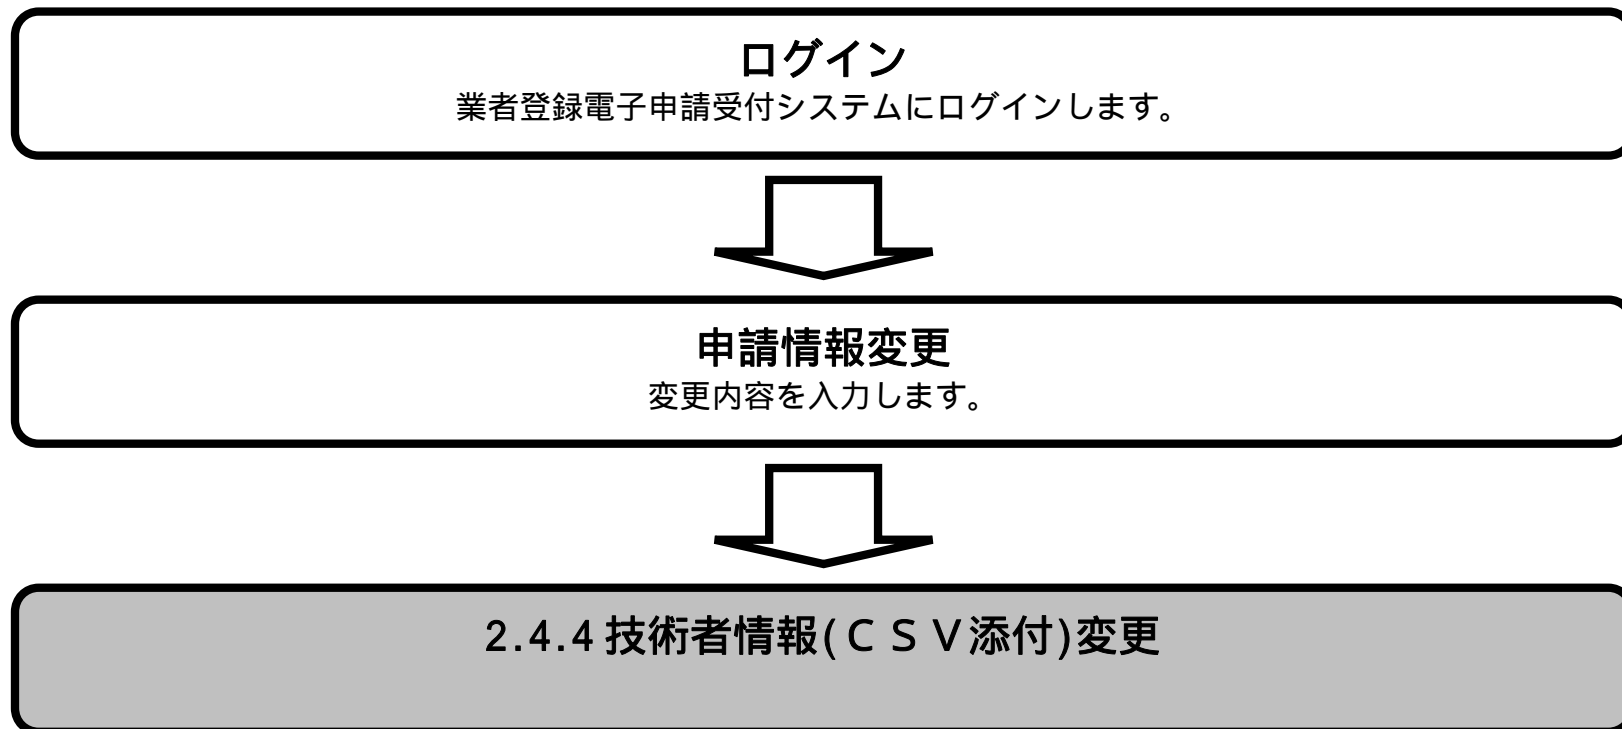 ログイン
業者登録電子申請受付システムにログインします。
申請情報変更
変更内容を入力します。
2.4.4 技術者情報(ＣＳＶ添付)変更